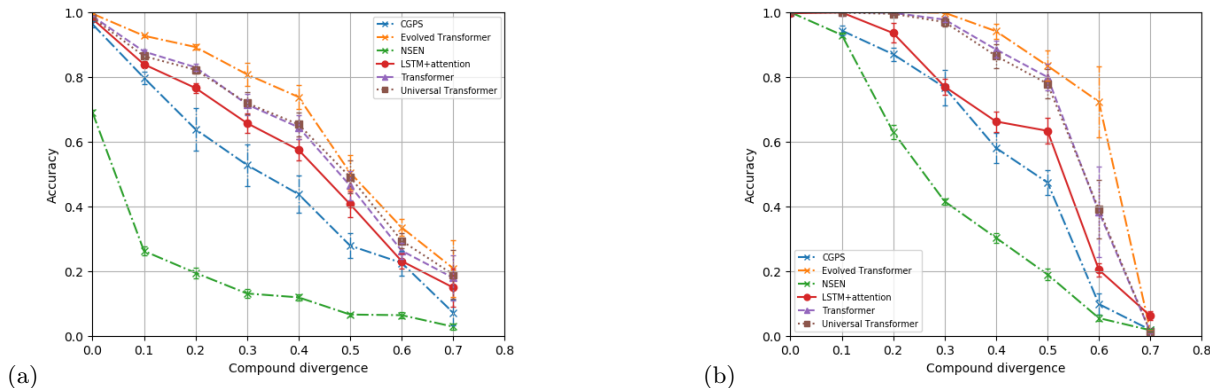 1.0
0.8
0.6
0.4
0.2
0.0
Accuracy
0.0 0.1 0.2 0.3 0.4 0.5 0.6 0.7 0.8
Compound divergence
CGPS
Evolved Transformer
NSEN
LSTM+attention
Transformer
Universal Transformer
(a)
1.0
0.8
0.6
0.4
0.2
0.0
Accuracy
0.0 0.1 0.2 0.3 0.4 0.5 0.6 0.7 0.8
Compound divergence
CGPS
Evolved Transformer
NSEN
LSTM+attention
Transformer
Universal Transformer
(b)